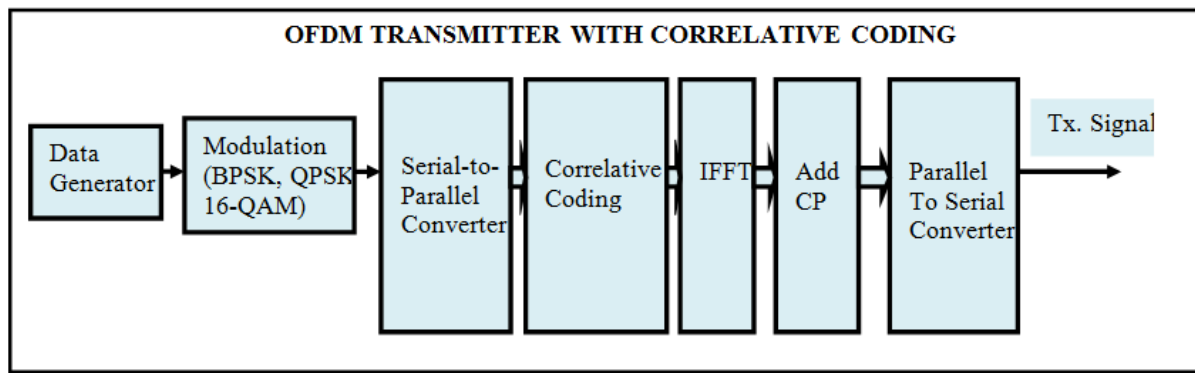 OFDM TRANSMITTER WITH CORRELATIVE CODING
Data
Generator
Modulation
(BPSK, QPSK
16-QAM)
Serial-to-
Parallel
Converter
Correlative
Coding
IFFT
Add
CP
Parallel
To Serial
Converter
Tx. Signal